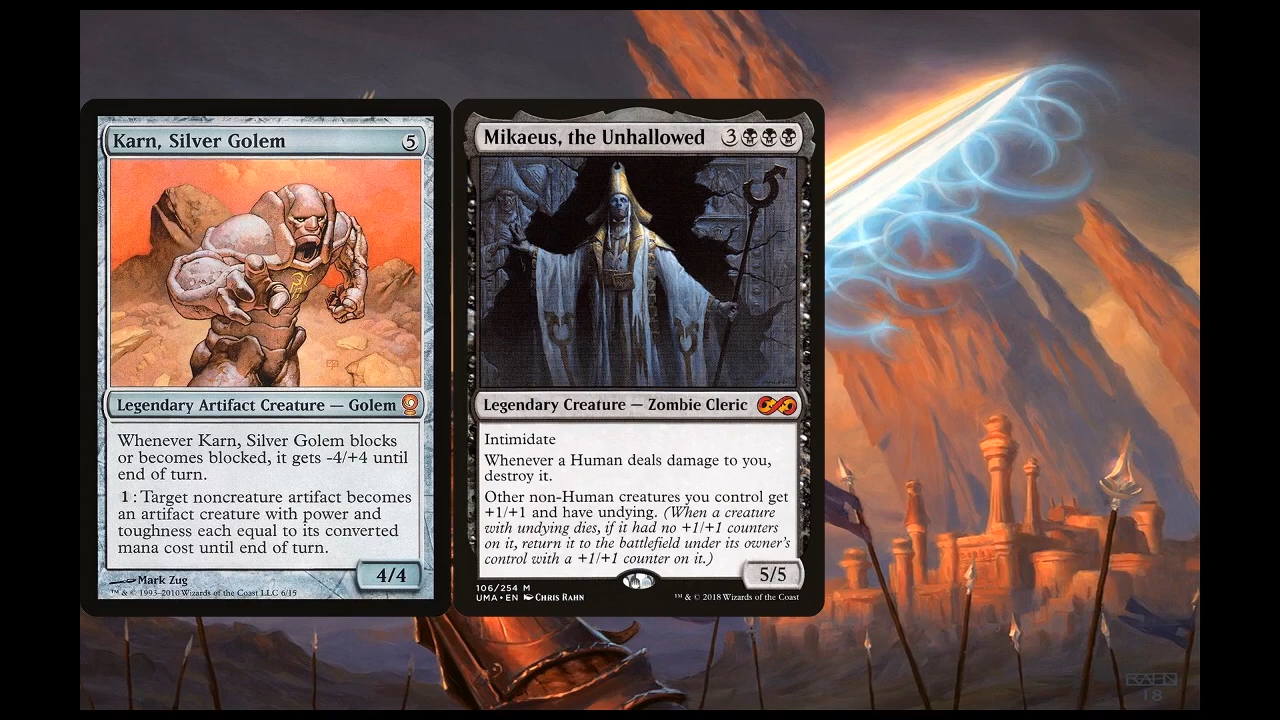 Karn, Silver Golem 5
Legendary Artifact Creature — Golem
Whenever Karn, Silver Golem blocks
or becomes blocked, it gets -4/+4 until
end of turn.
1 : Target noncreature artifact becomes
an artifact creature with power and
toughness each equal to its converted
mana cost until end of turn.
Mark Zug
™ & © 1993–2010 Wizards of the Coast LLC 6/15
4/4
Mikaeus, the Unhallowed 3
Legendary Creature — Zombie Cleric
Intimidate
Whenever a Human deals damage to you,
destroy it.
Other non-Human creatures you control get
+1/+1 and have undying. (When a creature
with undying dies, if it had no +1/+1 counters
on it, return it to the battlefield under its owner's
control with a +1/+1 counter on it.)
5/5
106/254 M
UMA • EN Chris Rahn
™ & © 2018 Wizards of the Coast
RAHN
18